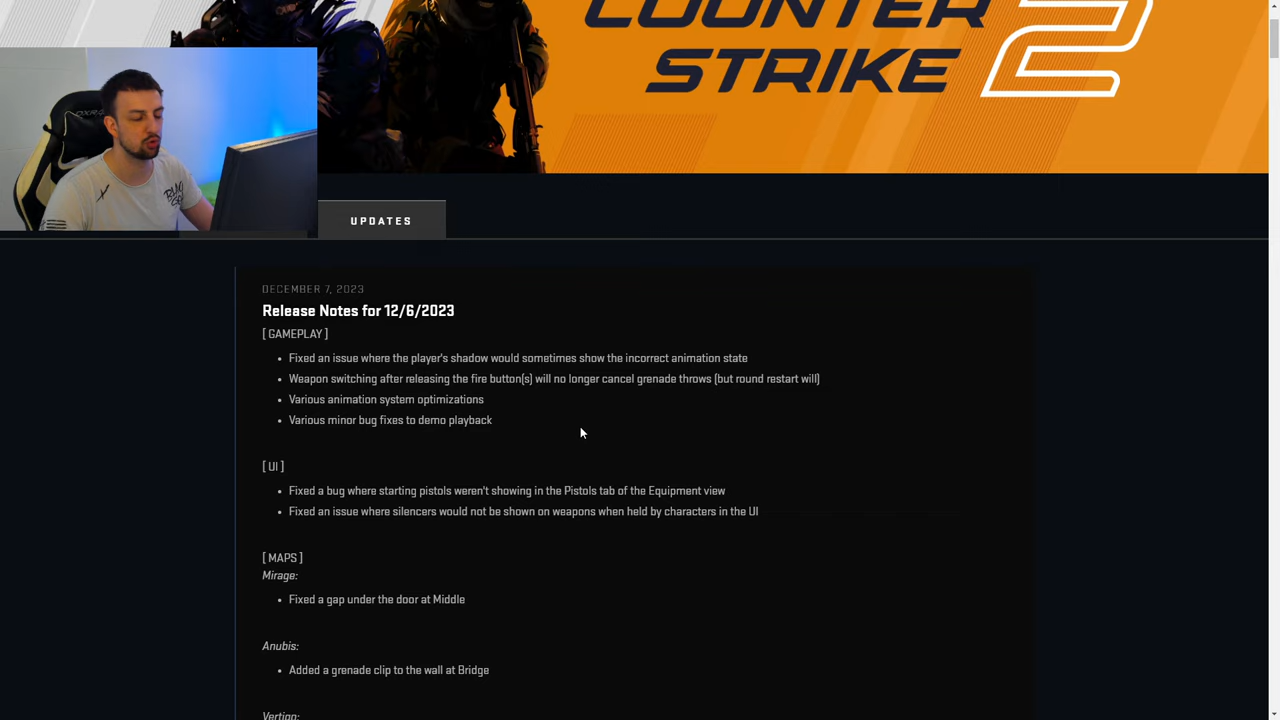 COUNTER
STRIKE 2
UPDATES
DECEMBER 7, 2023
Release Notes for 12/6/2023
[ GAMEPLAY ]
• Fixed an issue where the player's shadow would sometimes show the incorrect animation state
• Weapon switching after releasing the fire button(s) will no longer cancel grenade throws (but round restart will)
• Various animation system optimizations
• Various minor bug fixes to demo playback
[ UI ]
• Fixed a bug where starting pistols weren't showing in the Pistols tab of the Equipment view
• Fixed an issue where silencers would not be shown on weapons when held by characters in the UI
[ MAPS ]
Mirage:
• Fixed a gap under the door at Middle
Anubis:
• Added a grenade clip to the wall at Bridge
Vertigo: